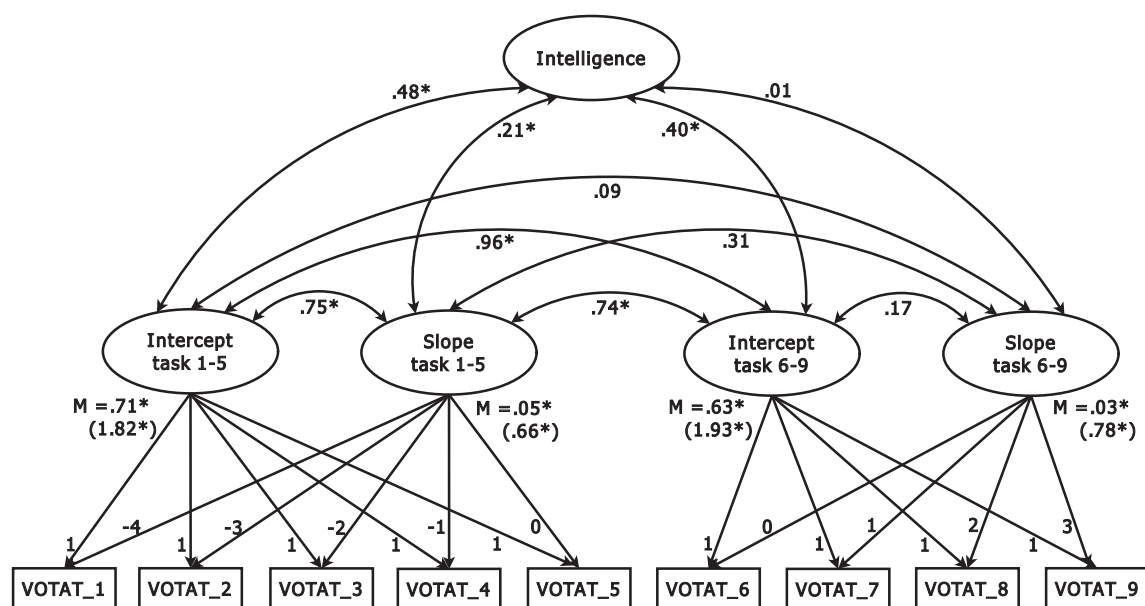 Intelligence
.48*
.21*
.40*
.01
.09
.96*
.31
.75*
.74*
.17
Intercept
task 1-5
Slope
task 1-5
Intercept
task 6-9
Slope
task 6-9
M =.71*
(1.82*)
M =.05*
(.66*)
M =.63*
(1.93*)
M =.03*
(.78*)
-4
-3
-2
-1
0
0
1
2
3
1
1
1
1
1
1
1
1
1
VOTAT_1
VOTAT_2
VOTAT_3
VOTAT_4
VOTAT_5
VOTAT_6
VOTAT_7
VOTAT_8
VOTAT_9